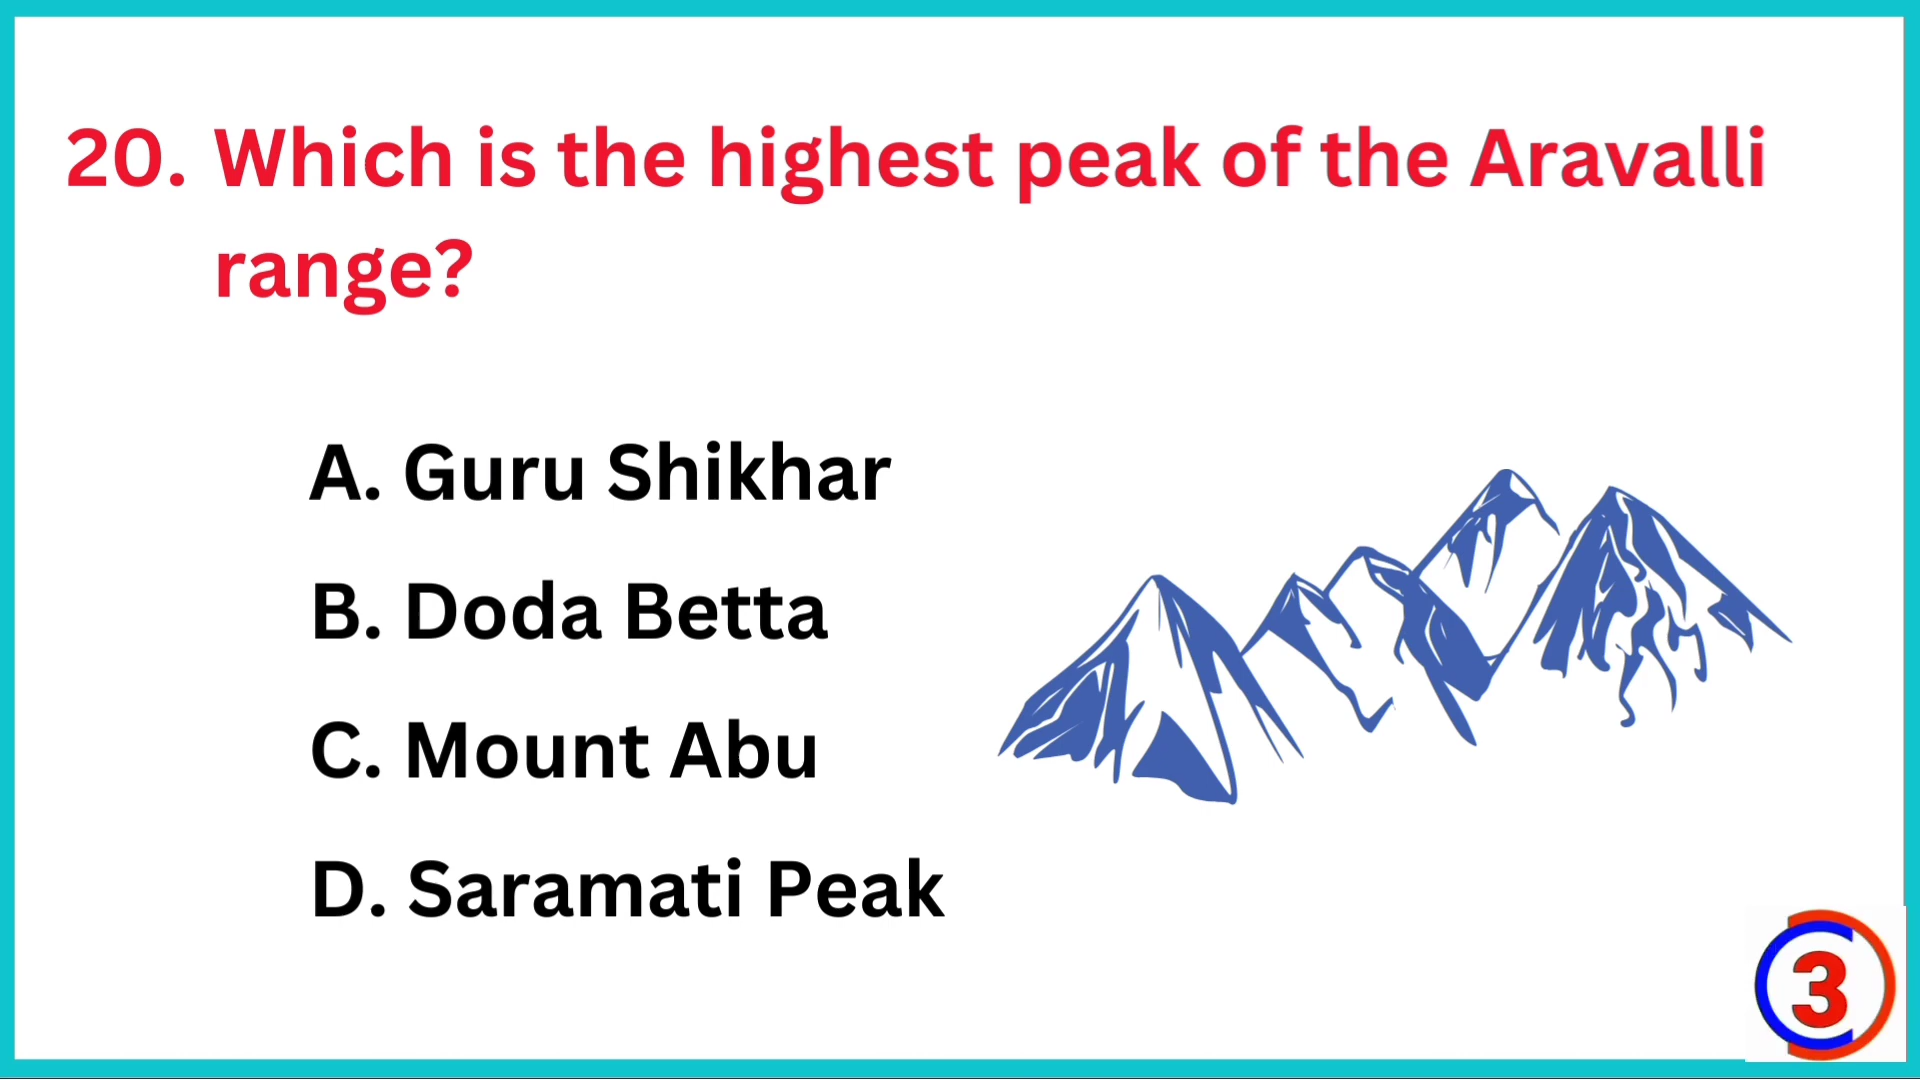 20. Which is the highest peak of the Aravalli
range?
A. Guru Shikhar
B. Doda Betta
C. Mount Abu
D. Saramati Peak
3